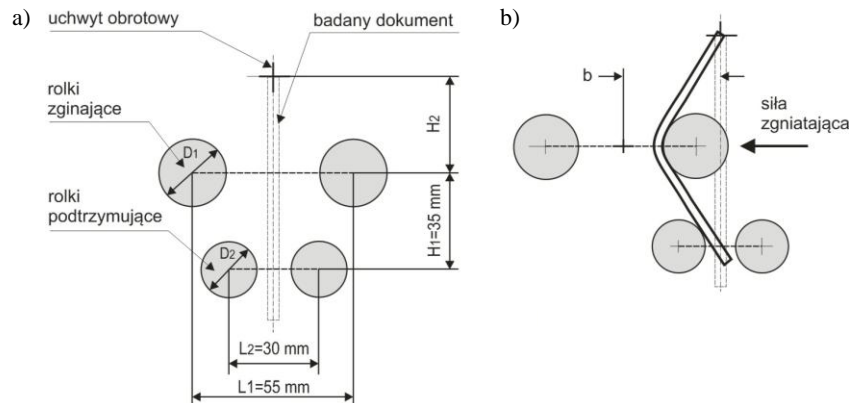 a)
uchwyt obrotowy
badany dokument
rolki
zginające
D1
H2
rolki
podtrzymujące
D2
H1=35 mm
L2=30 mm
L1=55 mm
b)
b
siła
zgniatająca